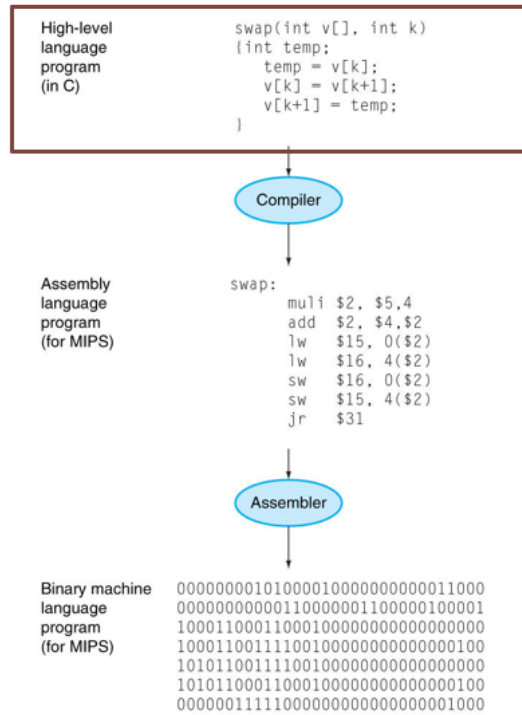 High-level swap(int v[], int k)
language {int temp;
program temp = v[k];
(in C) v[k] = v[k+1];
v[k+1] = temp;
}
Compiler
Assembly swap:
language muli $2, $5,4
program add $2, $4,$2
(for MIPS) lw $15, 0($2)
lw $16, 4($2)
sw $16, 0($2)
sw $15, 4($2)
jr $31
Assembler
Binary machine 00000000101000010000000000011000
language 00000000000110000001100000100001
program 10001100011000100000000000000000
(for MIPS) 10001100111100100000000000000100
10101100111100100000000000000000
10101100011000100000000000000100
00000011111000000000000000001000